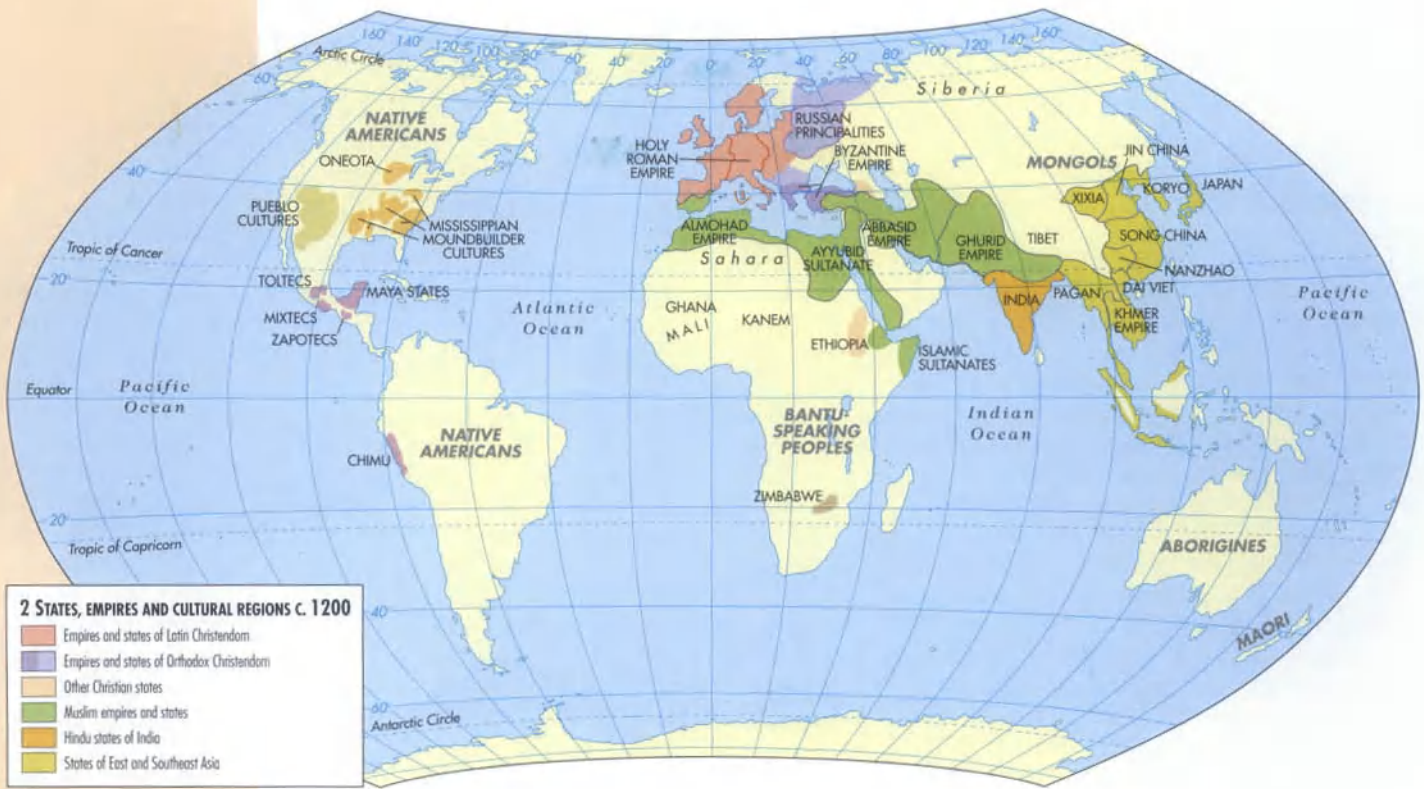 160°
140°
120°
100°
80°
60°
40°
20°
0°
20°
40°
60°
80°
100°
120°
140°
160°
Arctic Circle
60°
Siberia
NATIVE
AMERICANS
ONEOTA
RUSSIAN
PRINCIPALITIES
HOLY
ROMAN
EMPIRE
BYZANTINE
EMPIRE
MONGOLS
JIN CHINA
40°
PUEBLO
CULTURES
MISSISSIPPIAN
MOUNDBUILDER
CULTURES
XIXIA
KORYO
JAPAN
ALMOHAD
EMPIRE
ABBASID
EMPIRE
GHURID
EMPIRE
TIBET
SONG CHINA
Tropic of Cancer
Sahara
AYYUBID
SULTANATE
NANZHAO
20°
TOLTECS
MAYA STATES
INDIA
PAGAN
DAI VIET
Pacific
Ocean
MIXTECS
ZAPOTECS
Atlantic
Ocean
GHANA
MALI
KANEM
KHMER
EMPIRE
ETHIOPIA
ISLAMIC
SULTANATES
Equator
Pacific
Ocean
BANTU-
SPEAKING
PEOPLES
Indian
Ocean
NATIVE
AMERICANS
CHIMU
ZIMBABWE
20°
Tropic of Capricorn
ABORIGINES
40°
MAORI
60°
Antarctic Circle
2 STATES, EMPIRES AND CULTURAL REGIONS C. 1200
Empires and states of Latin Christendom
Empires and states of Orthodox Christendom
Other Christian states
Muslim empires and states
Hindu states of India
States of East and Southeast Asia